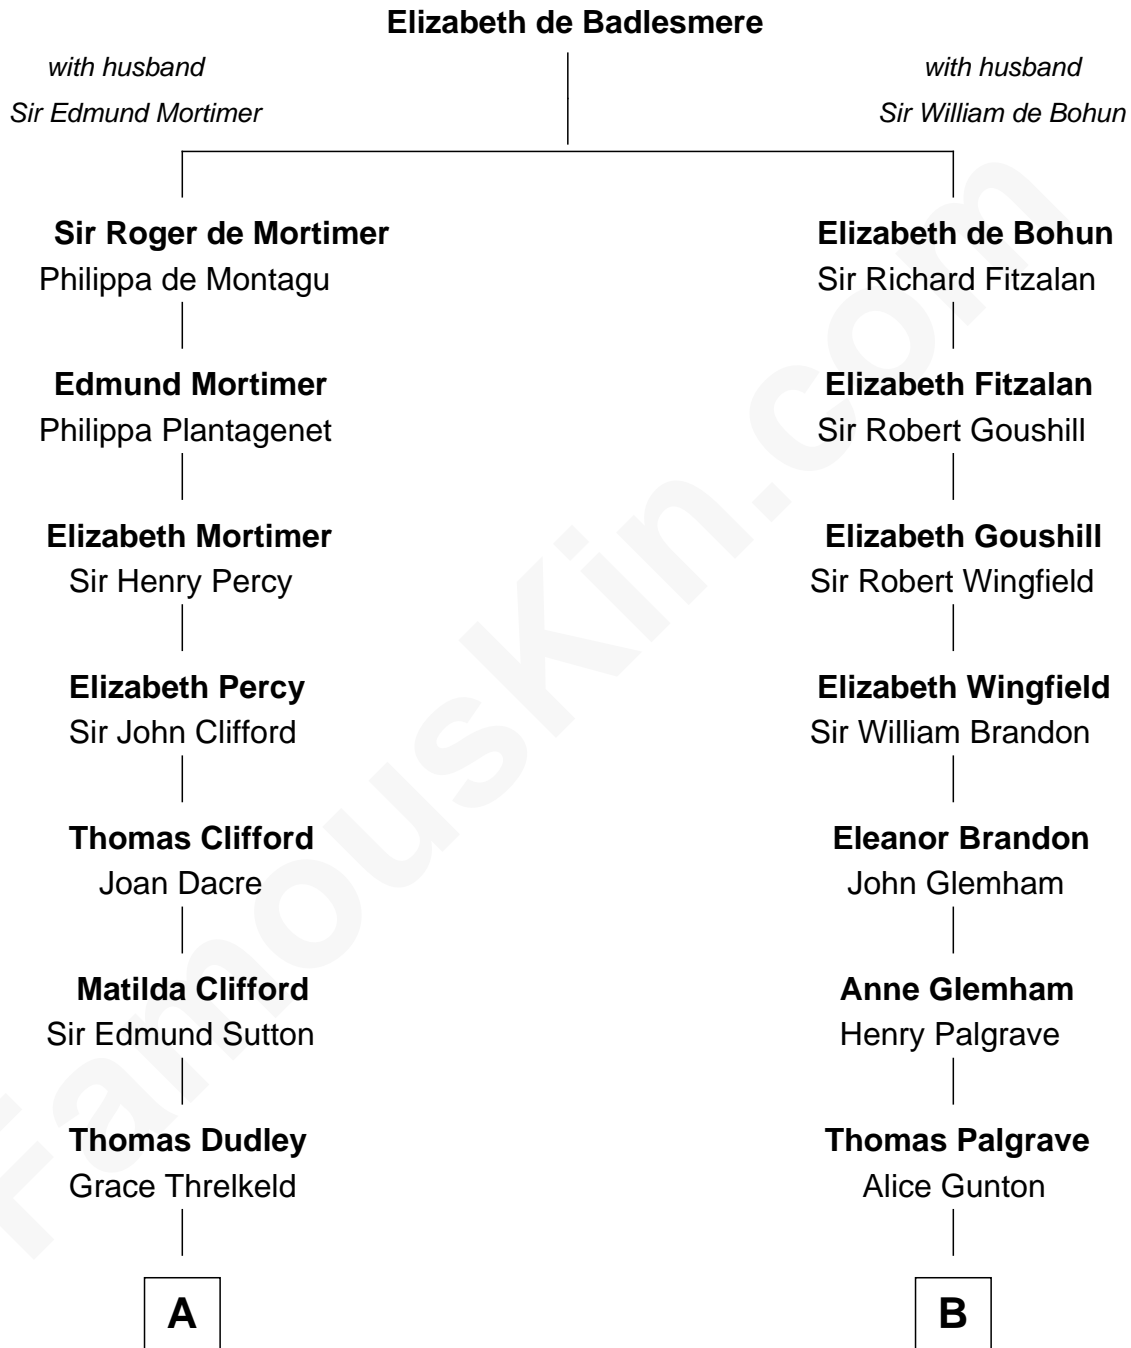 Elizabeth de Badlesmere
with husband
Sir Edmund Mortimer
with husband
Sir William de Bohun
Sir Roger de Mortimer
Philippa de Montagu
Edmund Mortimer
Philippa Plantagenet
Elizabeth Mortimer
Sir Henry Percy
Elizabeth Percy
Sir John Clifford
Thomas Clifford
Joan Dacre
Matilda Clifford
Sir Edmund Sutton
Thomas Dudley
Grace Threlkeld
A
Elizabeth de Bohun
Sir Richard Fitzalan
Elizabeth Fitzalan
Sir Robert Goushill
Elizabeth Goushill
Sir Robert Wingfield
Elizabeth Wingfield
Sir William Brandon
Eleanor Brandon
John Glemham
Anne Glemham
Henry Palgrave
Thomas Palgrave
Alice Gunton
B
FamousKin.com